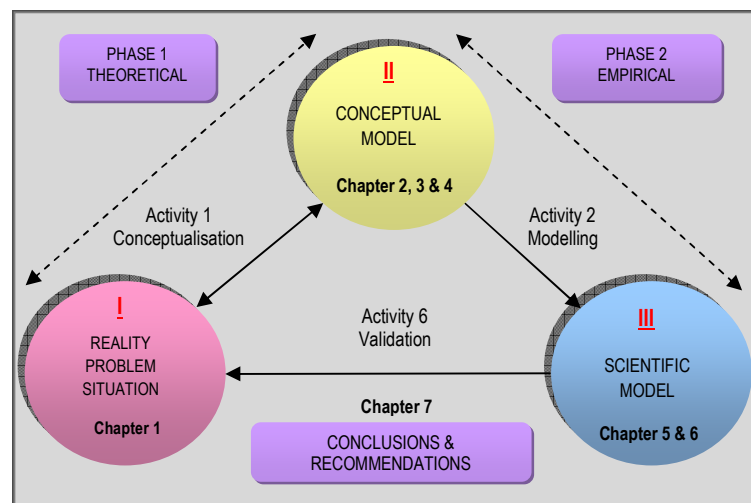 PHASE 1
THEORETICAL
PHASE 2
EMPIRICAL
II
CONCEPTUAL
MODEL
Chapter 2, 3 & 4
Activity 1
Conceptualisation
Activity 2
Modelling
I
REALITY
PROBLEM
SITUATION
Chapter 1
Activity 6
Validation
III
SCIENTIFIC
MODEL
Chapter 5 & 6
Chapter 7
CONCLUSIONS &
RECOMMENDATIONS